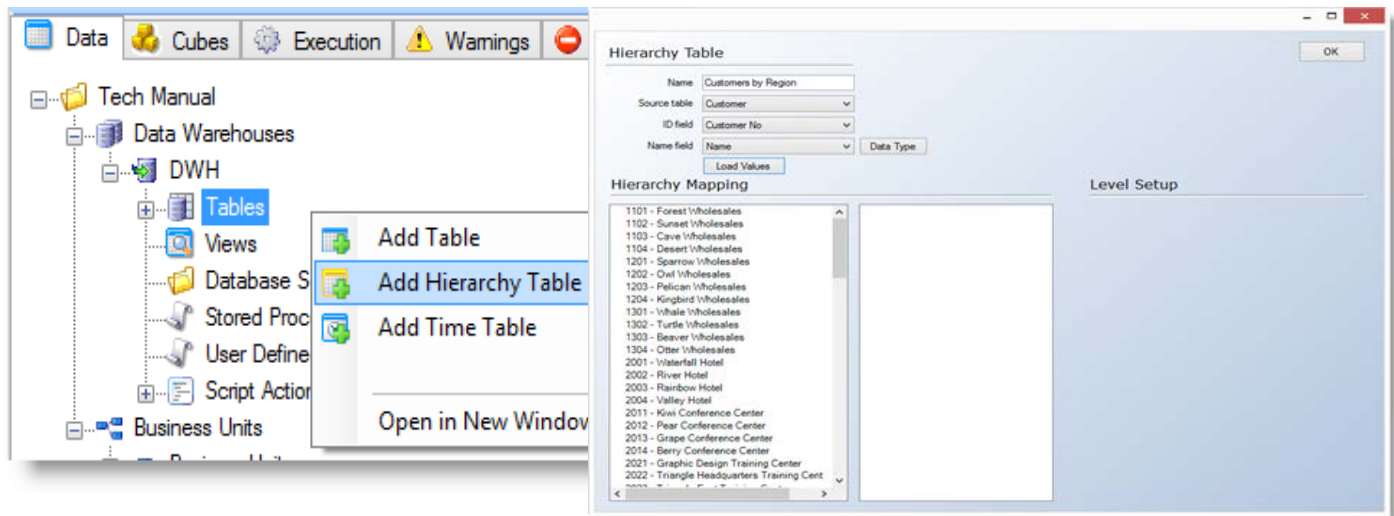 Data
Cubes
Execution
Warnings
Tech Manual
Data Warehouses
DWH
Tables
Views
Database S
Stored Proc
User Define
Script Action
Business Units
Add Table
Add Hierarchy Table
Add Time Table
Open in New Window
Hierarchy Table
OK
Name Customers by Region
Source table Customer
ID field Customer No
Name field Name Data Type
Load Values
Hierarchy Mapping
Level Setup
1101 - Forest Wholesales
1102 - Sunset Wholesales
1103 - Cave Wholesales
1104 - Desert Wholesales
1201 - Sparrow Wholesales
1202 - Owl Wholesales
1203 - Pelican Wholesales
1204 - Kingbird Wholesales
1301 - Whale Wholesales
1302 - Turtle Wholesales
1303 - Beaver Wholesales
1304 - Otter Wholesales
2001 - Waterfall Hotel
2002 - River Hotel
2003 - Rainbow Hotel
2004 - Valley Hotel
2011 - Kiwi Conference Center
2012 - Pear Conference Center
2013 - Grape Conference Center
2014 - Berry Conference Center
2021 - Graphic Design Training Center
2022 - Triangle Headquarters Training Cent